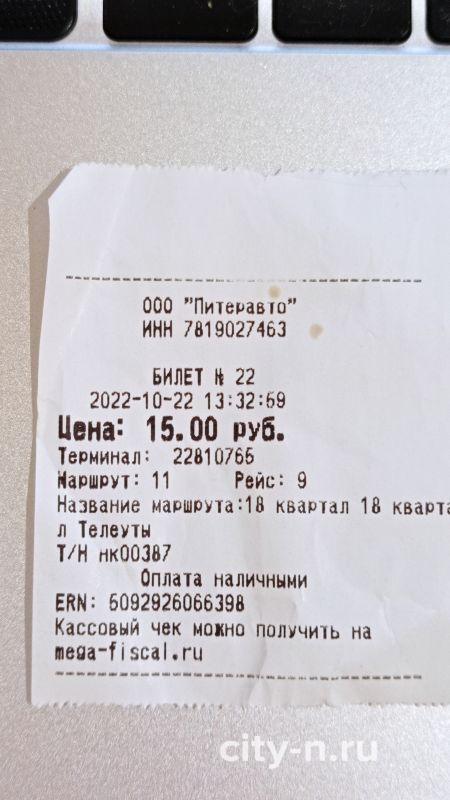 ООО "Питеравто"
ИНН 7819027463
БИЛЕТ № 22
2022-10-22 13:32:59
Цена: 15.00 руб.
Терминал: 22810765
Маршрут: 11 Рейс: 9
Название маршрута:18 квартал 18 кварта
л Телеуты
Т/Н нк00387
Оплата наличными
ERN: 5092926066398
Кассовый чек можно получить на
mega-fiscal.ru
city-n.ru